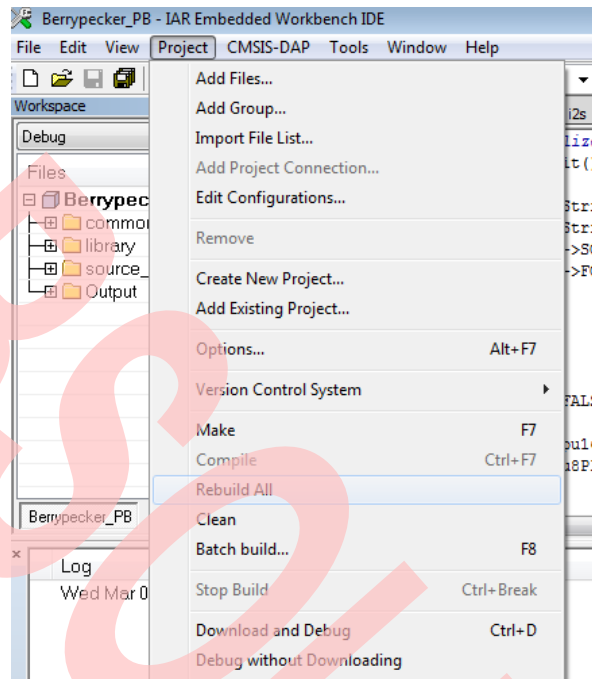 Berrypecker_PB - IAR Embedded Workbench IDE
File Edit View Project CMSIS-DAP Tools Window Help
Workspace
Debug
Files
Berrypec
common
library
source_
Output
Berrypecker_PB
Log
Wed Mar 0
Add Files...
Add Group...
Import File List...
Add Project Connection...
Edit Configurations...
Remove
Create New Project...
Add Existing Project...
Options... Alt+F7
Version Control System
Make F7
Compile Ctrl+F7
Rebuild All
Clean
Batch build... F8
Stop Build Ctrl+Break
Download and Debug Ctrl+D
Debug without Downloading
i2s